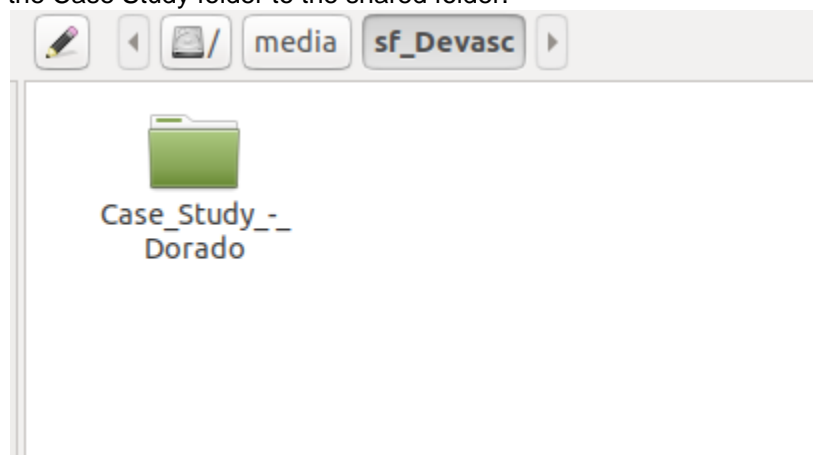 the Case Study folder to the shared folder.
/ media sf_Devasc
Case_Study_-_
Dorado